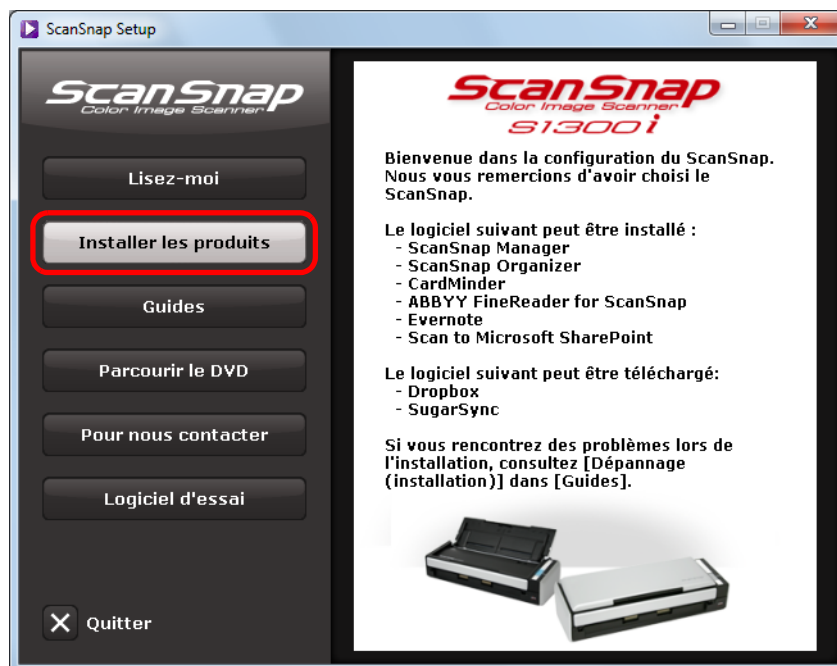 ScanSnap Setup
ScanSnap
Color Image Scanner
Lisez-moi
Installer les produits
Guides
Parcourir le DVD
Pour nous contacter
Logiciel d'essai
Quitter
ScanSnap
Color Image Scanner
S1300i
Bienvenue dans la configuration du ScanSnap.
Nous vous remercions d'avoir choisi le
ScanSnap.
Le logiciel suivant peut être installé :
- ScanSnap Manager
- ScanSnap Organizer
- CardMinder
- ABBYY FineReader for ScanSnap
- Evernote
- Scan to Microsoft SharePoint
Le logiciel suivant peut être téléchargé:
- Dropbox
- SugarSync
Si vous rencontrez des problèmes lors de
l'installation, consultez [Dépannage
(installation)] dans [Guides].